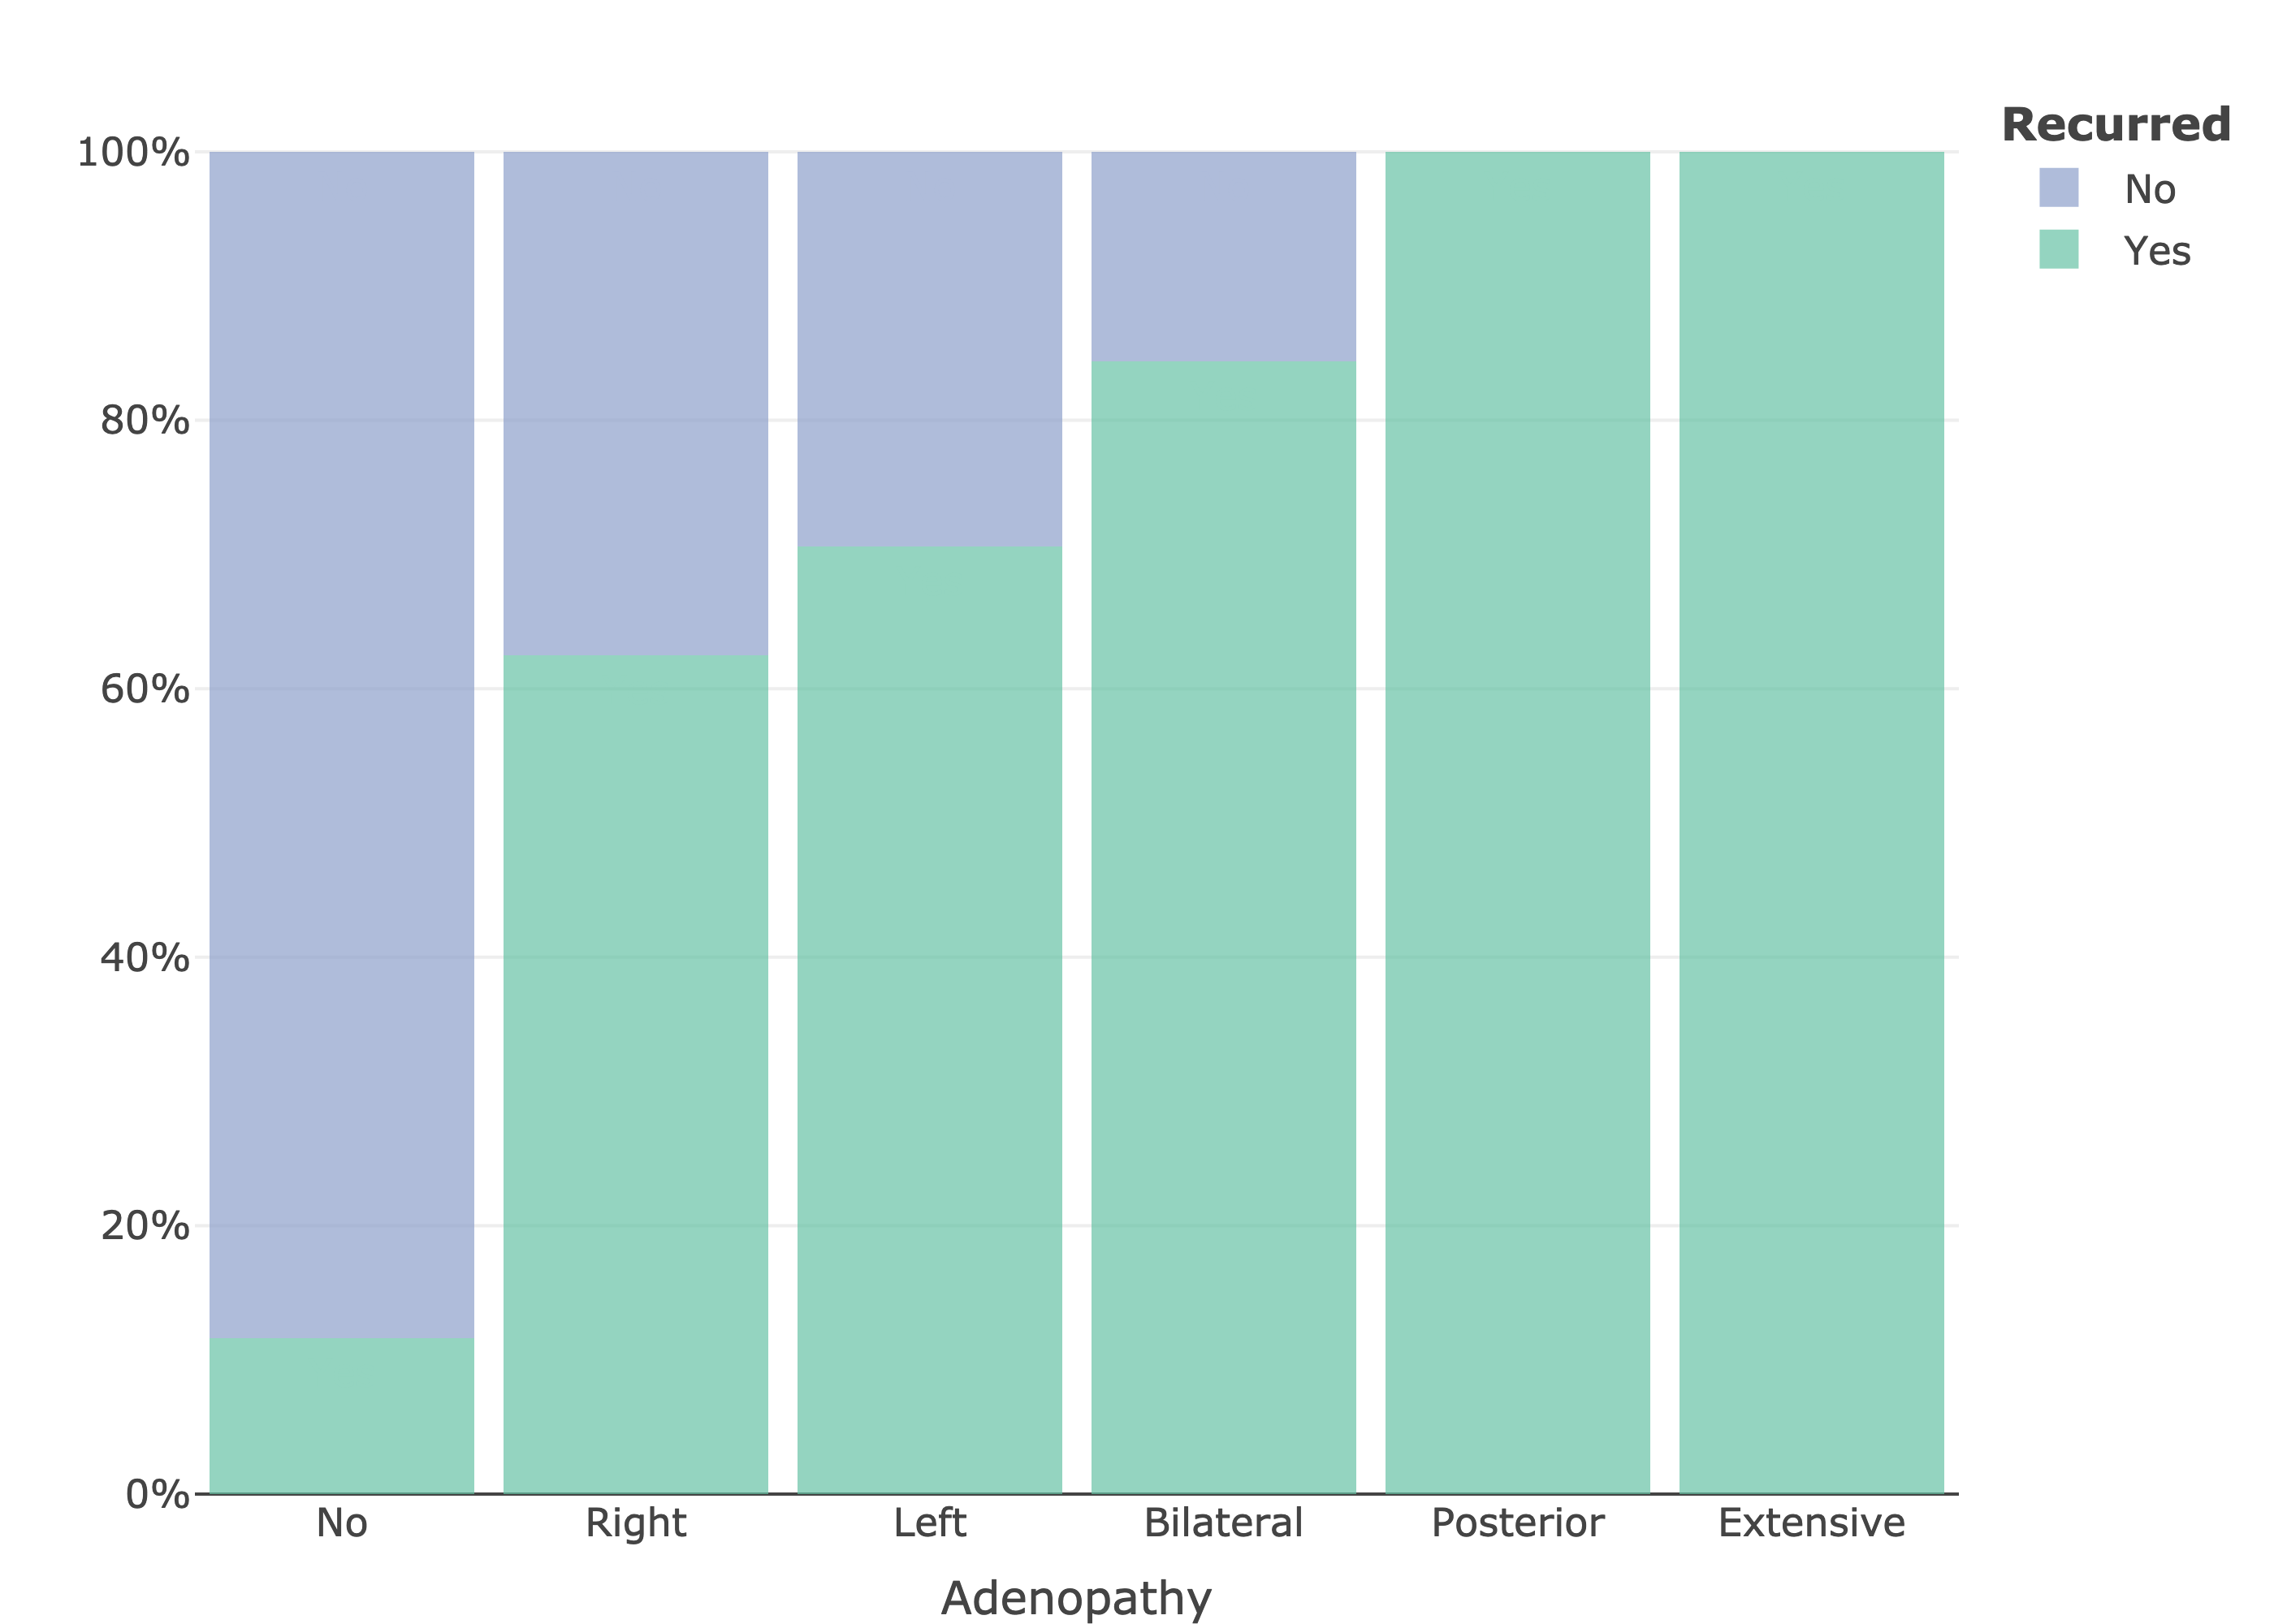 Recurred
No
Yes
100%
80%
60%
40%
20%
0%
No Right Left Bilateral Posterior Extensive
Adenopathy